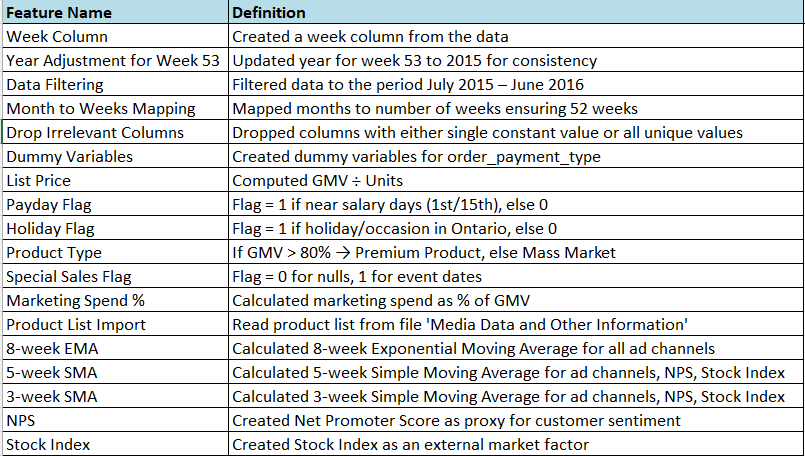 Feature Name Definition
Week Column Created a week column from the data
Year Adjustment for Week 53 Updated year for week 53 to 2015 for consistency
Data Filtering Filtered data to the period July 2015 – June 2016
Month to Weeks Mapping Mapped months to number of weeks ensuring 52 weeks
Drop Irrelevant Columns Dropped columns with either single constant value or all unique values
Dummy Variables Created dummy variables for order_payment_type
List Price Computed GMV ÷ Units
Payday Flag Flag = 1 if near salary days (1st/15th), else 0
Holiday Flag Flag = 1 if holiday/occasion in Ontario, else 0
Product Type If GMV > 80% → Premium Product, else Mass Market
Special Sales Flag Flag = 0 for nulls, 1 for event dates
Marketing Spend % Calculated marketing spend as % of GMV
Product List Import Read product list from file 'Media Data and Other Information'
8-week EMA Calculated 8-week Exponential Moving Average for all ad channels
5-week SMA Calculated 5-week Simple Moving Average for ad channels, NPS, Stock Index
3-week SMA Calculated 3-week Simple Moving Average for ad channels, NPS, Stock Index
NPS Created Net Promoter Score as proxy for customer sentiment
Stock Index Created Stock Index as an external market factor